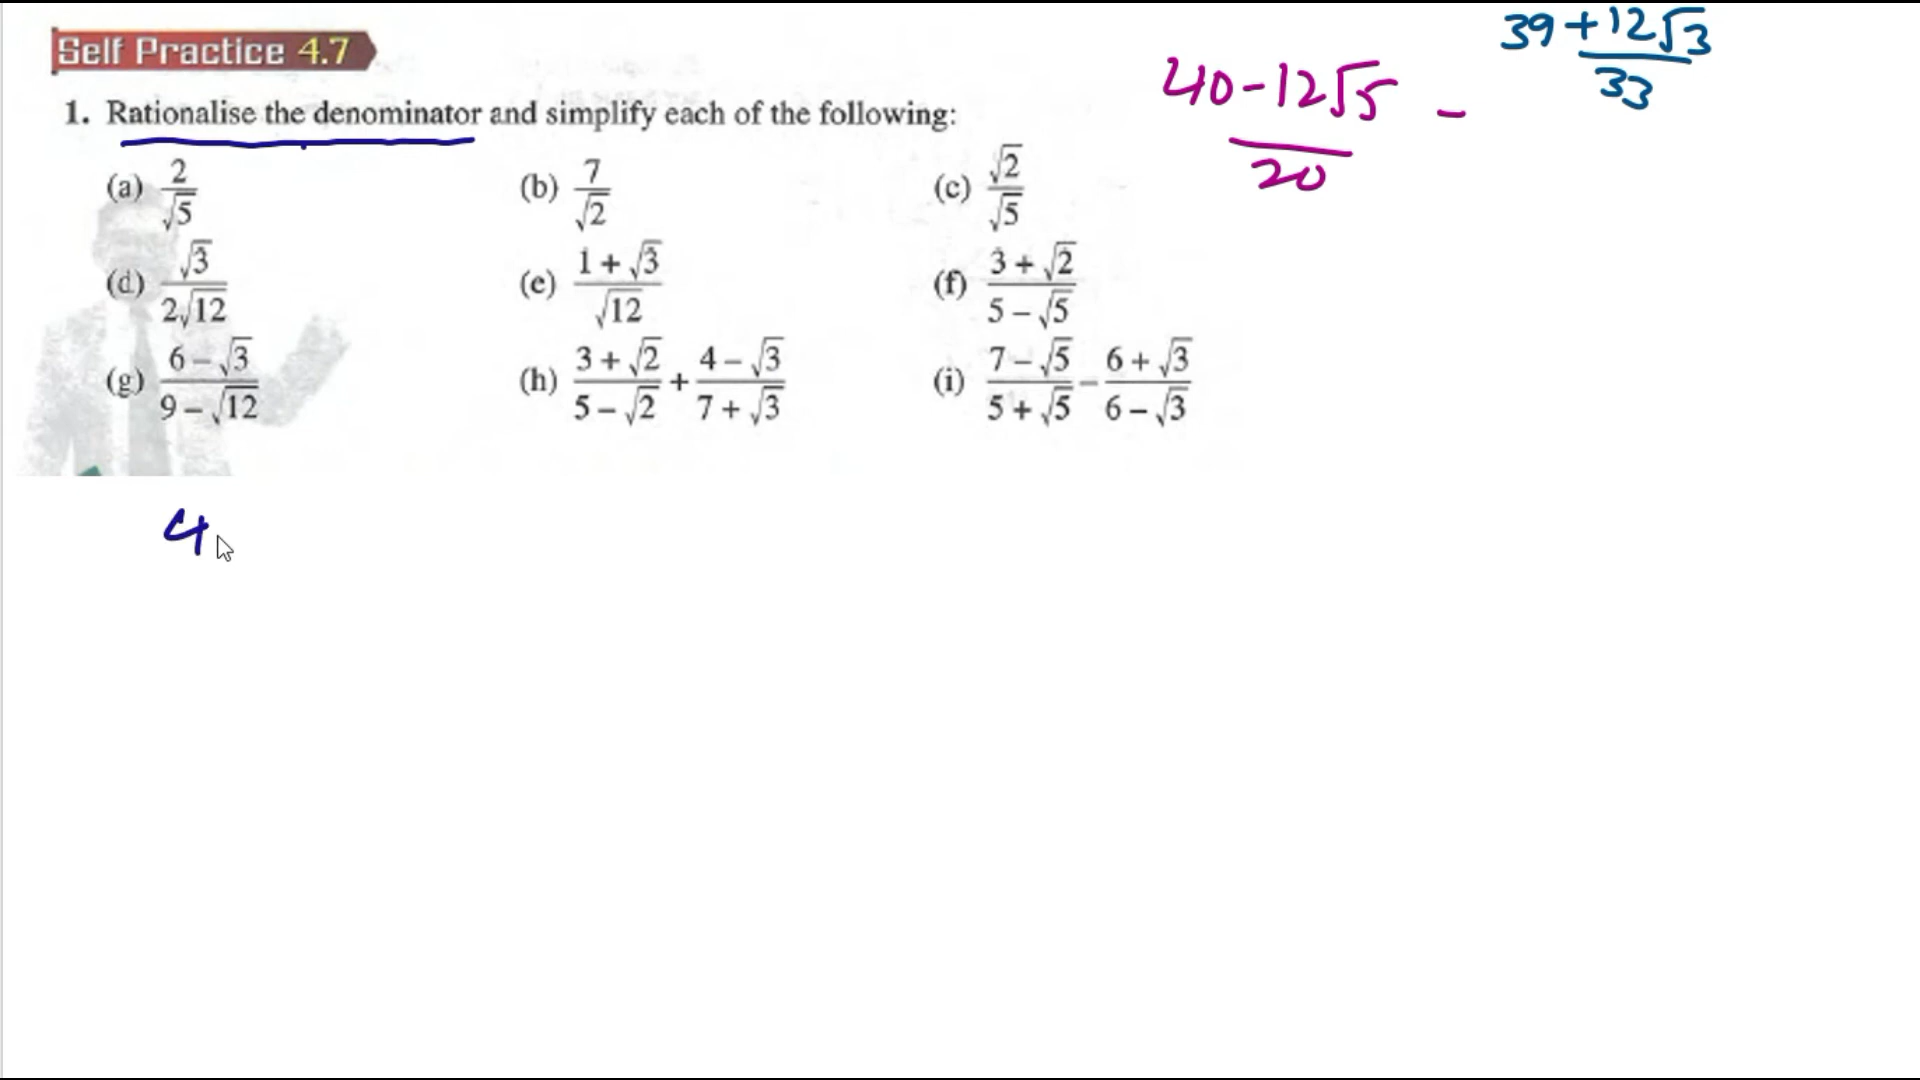 Self Practice 4.7
1. Rationalise the denominator and simplify each of the following:
(a) 2/√5 (b) 7/√2 (c) √2/√5
(d) √3/2√12 (e) 1 + √3/√12 (f) 3 + √2/5 − √5
(g) 6 − √3/9 − √12 (h) 3 + √2/5 − √2 + 4 − √3/7 + √3 (i) 7 − √5/5 + √5 − 6 + √3/6 − √3
40 - 12√5/20 - 39 + 12√3/33
4